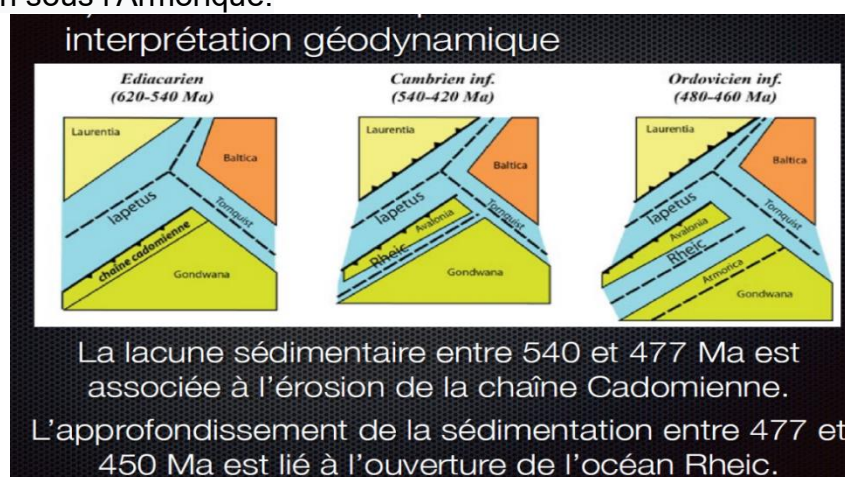 n sous l'Armorique.
interprétation géodynamique
Ediacarien
(620-540 Ma)
Cambrien inf.
(540-420 Ma)
Ordovicien inf.
(480-460 Ma)
Laurentia
Baltica
Iapetus
Tornquist
chaîne cadomienne
Gondwana
Laurentia
Baltica
Iapetus
Tornquist
Avalonia
Rheic
Gondwana
Laurentia
Baltica
Iapetus
Tornquist
Avalonia
Rheic
Armorica
Gondwana
La lacune sédimentaire entre 540 et 477 Ma est
associée à l'érosion de la chaîne Cadomienne.
L'approfondissement de la sédimentation entre 477 et
450 Ma est lié à l'ouverture de l'océan Rheic.